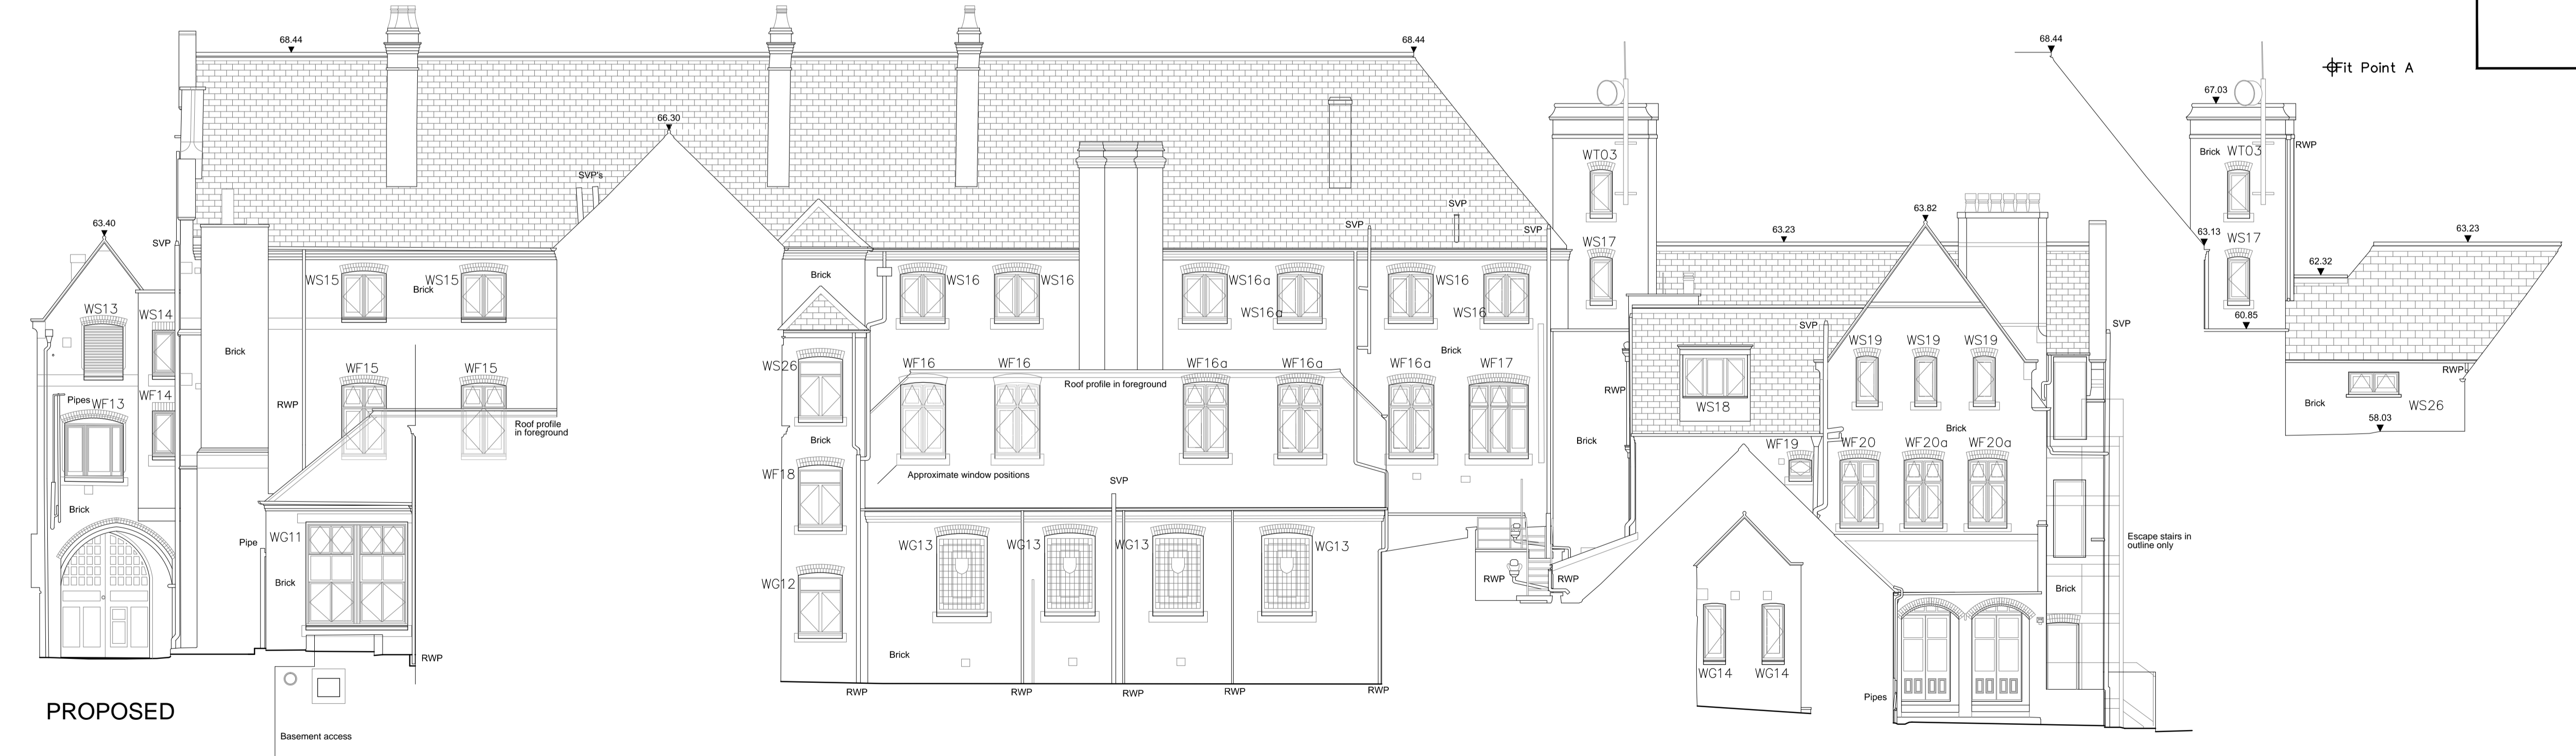 68.44
68.44
68.44
Fit Point A
67.03
66.30
WT03
Brick
WT03
RWP
SVP's
SVP
63.40
SVP
SVP
SVP
63.82
63.23
63.13
63.23
WS17
WS17
62.32
WS13
WS14
WS15
WS15
Brick
Brick
WS16
WS16
WS16a
WS16a
WS16
WS16
60.85
SVP
SVP
Brick
Brick
WS19
WS19
WS19
WS26
WF15
WF15
WF16
WF16
WF16a
WF16a
WF16a
WF17
Roof profile in foreground
RWP
RWP
WS18
Pipes
WF13
WF14
RWP
Brick
WS26
58.03
Roof profile
in foreground
Brick
Brick
Brick
WF19
WF20
WF20a
WF20a
WF18
Approximate window positions
SVP
Brick
WG11
Pipe
WG13
WG13
WG13
WG13
Escape stairs in
outline only
Brick
WG12
RWP
RWP
Brick
Brick
RWP
WG14
WG14
RWP
RWP
RWP
RWP
RWP
Pipes
PROPOSED
Basement access